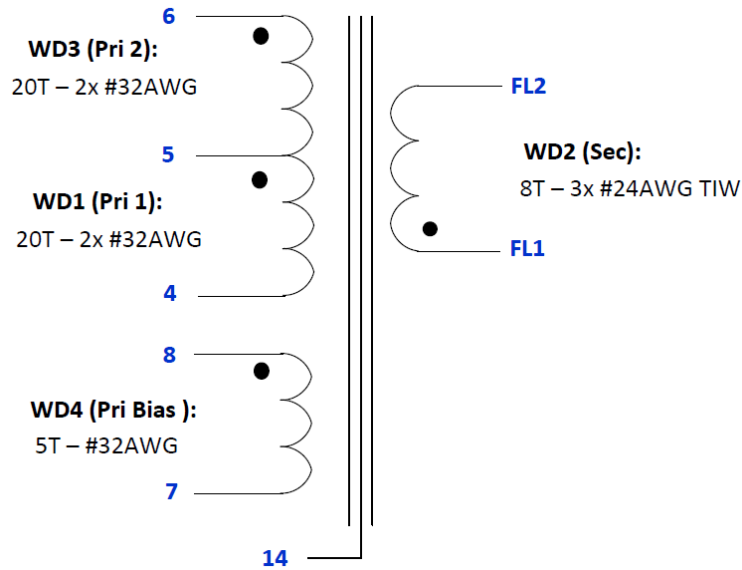 6
WD3 (Pri 2):
20T – 2x #32AWG
5
WD1 (Pri 1):
20T – 2x #32AWG
4
8
WD4 (Pri Bias ):
5T – #32AWG
7
14
FL2
WD2 (Sec):
8T – 3x #24AWG TIW
FL1